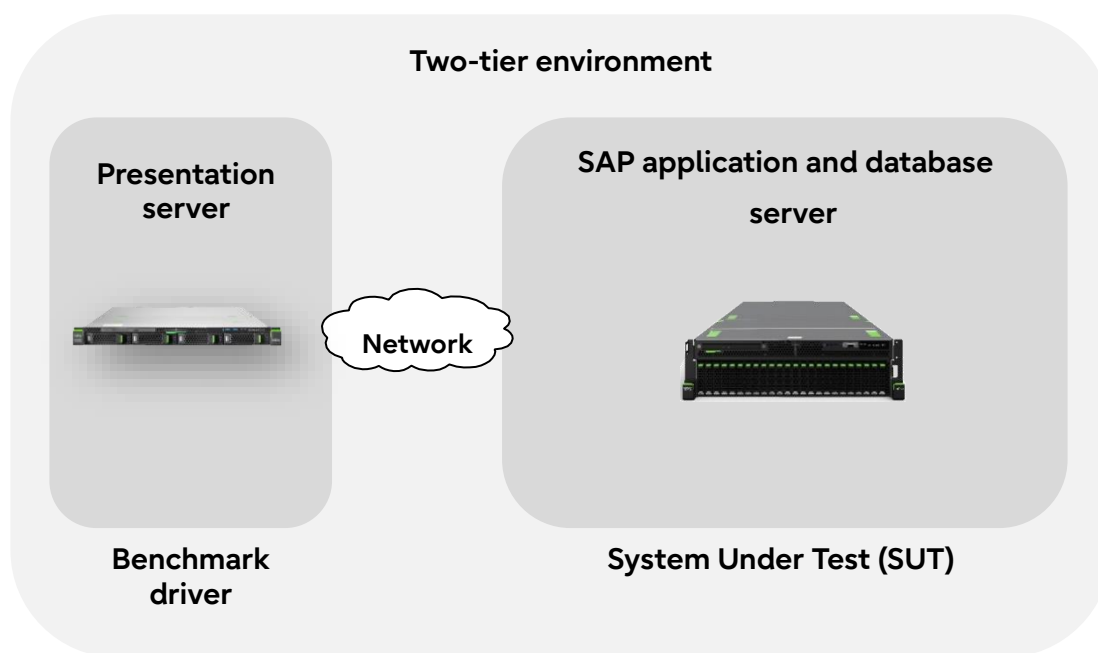 Two-tier environment
Presentation
server
SAP application and database
server
Network
Benchmark
driver
System Under Test (SUT)